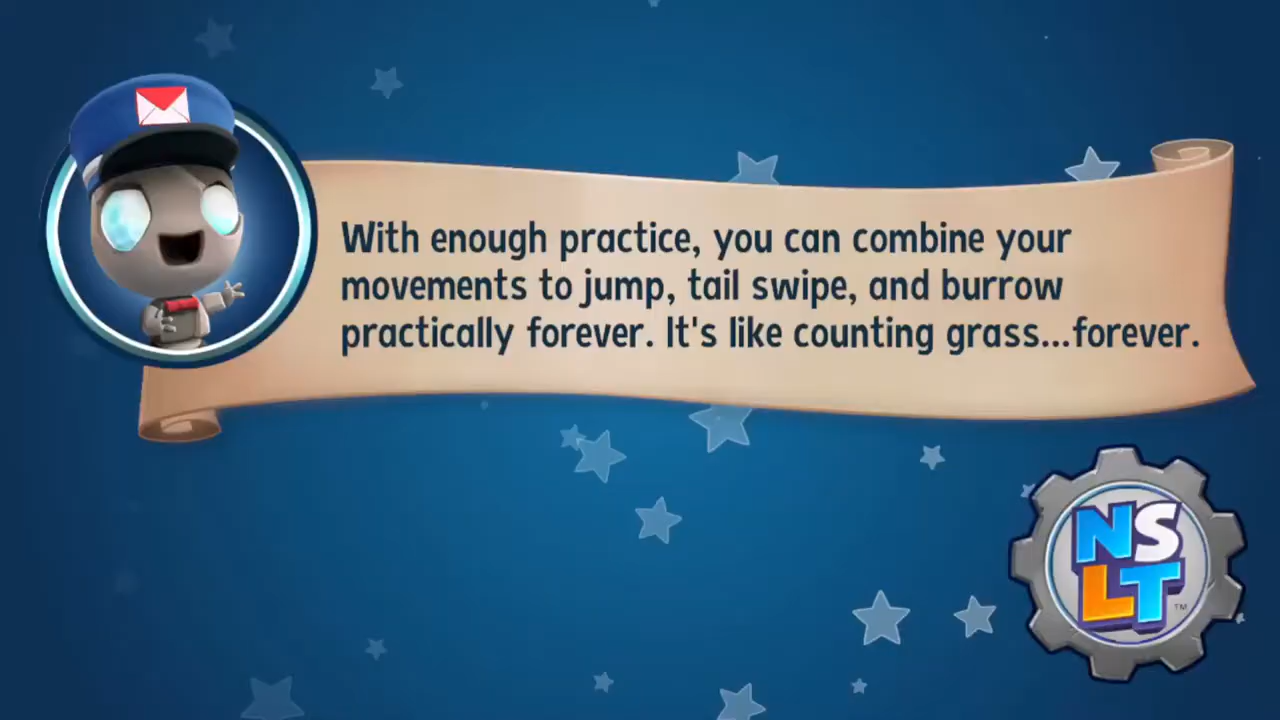 With enough practice, you can combine your
movements to jump, tail swipe, and burrow
practically forever. It's like counting grass...forever.
NS
LT
TM